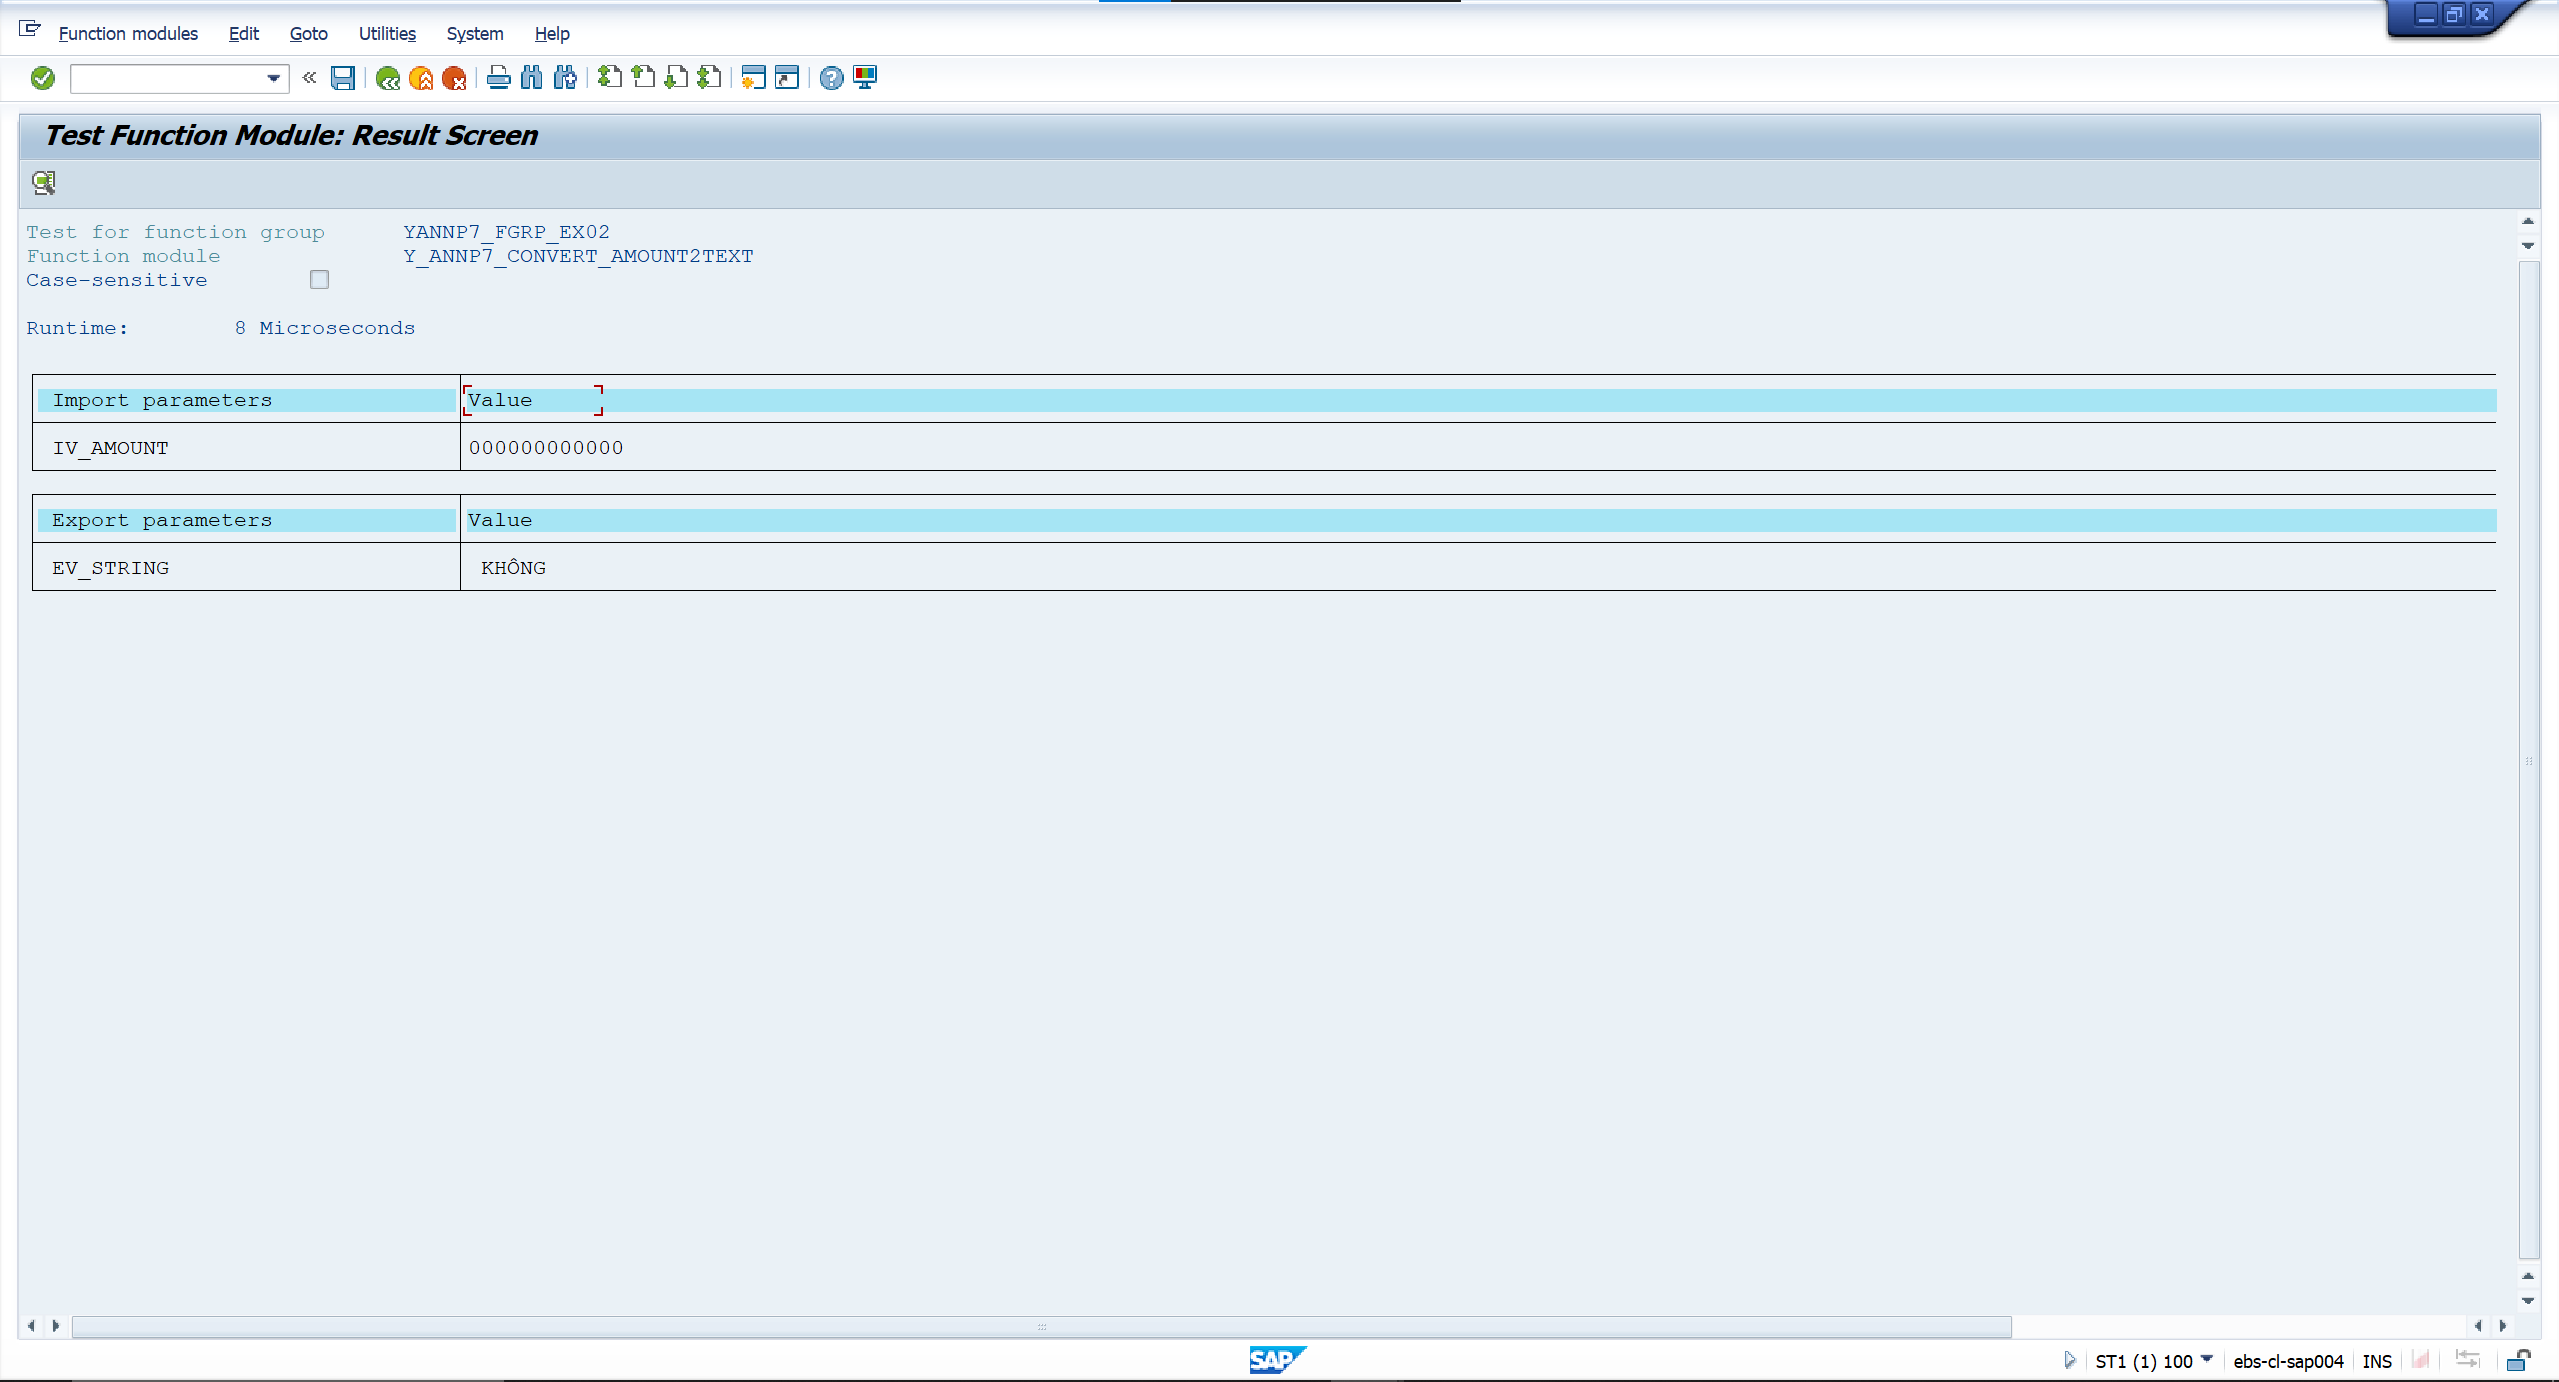 Function modules Edit Goto Utilities System Help
Test Function Module: Result Screen
Test for function group YANNP7_FGRP_EX02
Function module Y_ANNP7_CONVERT_AMOUNT2TEXT
Case-sensitive
Runtime: 8 Microseconds
Import parameters Value
IV_AMOUNT 000000000000
Export parameters Value
EV_STRING KHÔNG
SAP
ST1 (1) 100 ebs-cl-sap004 INS